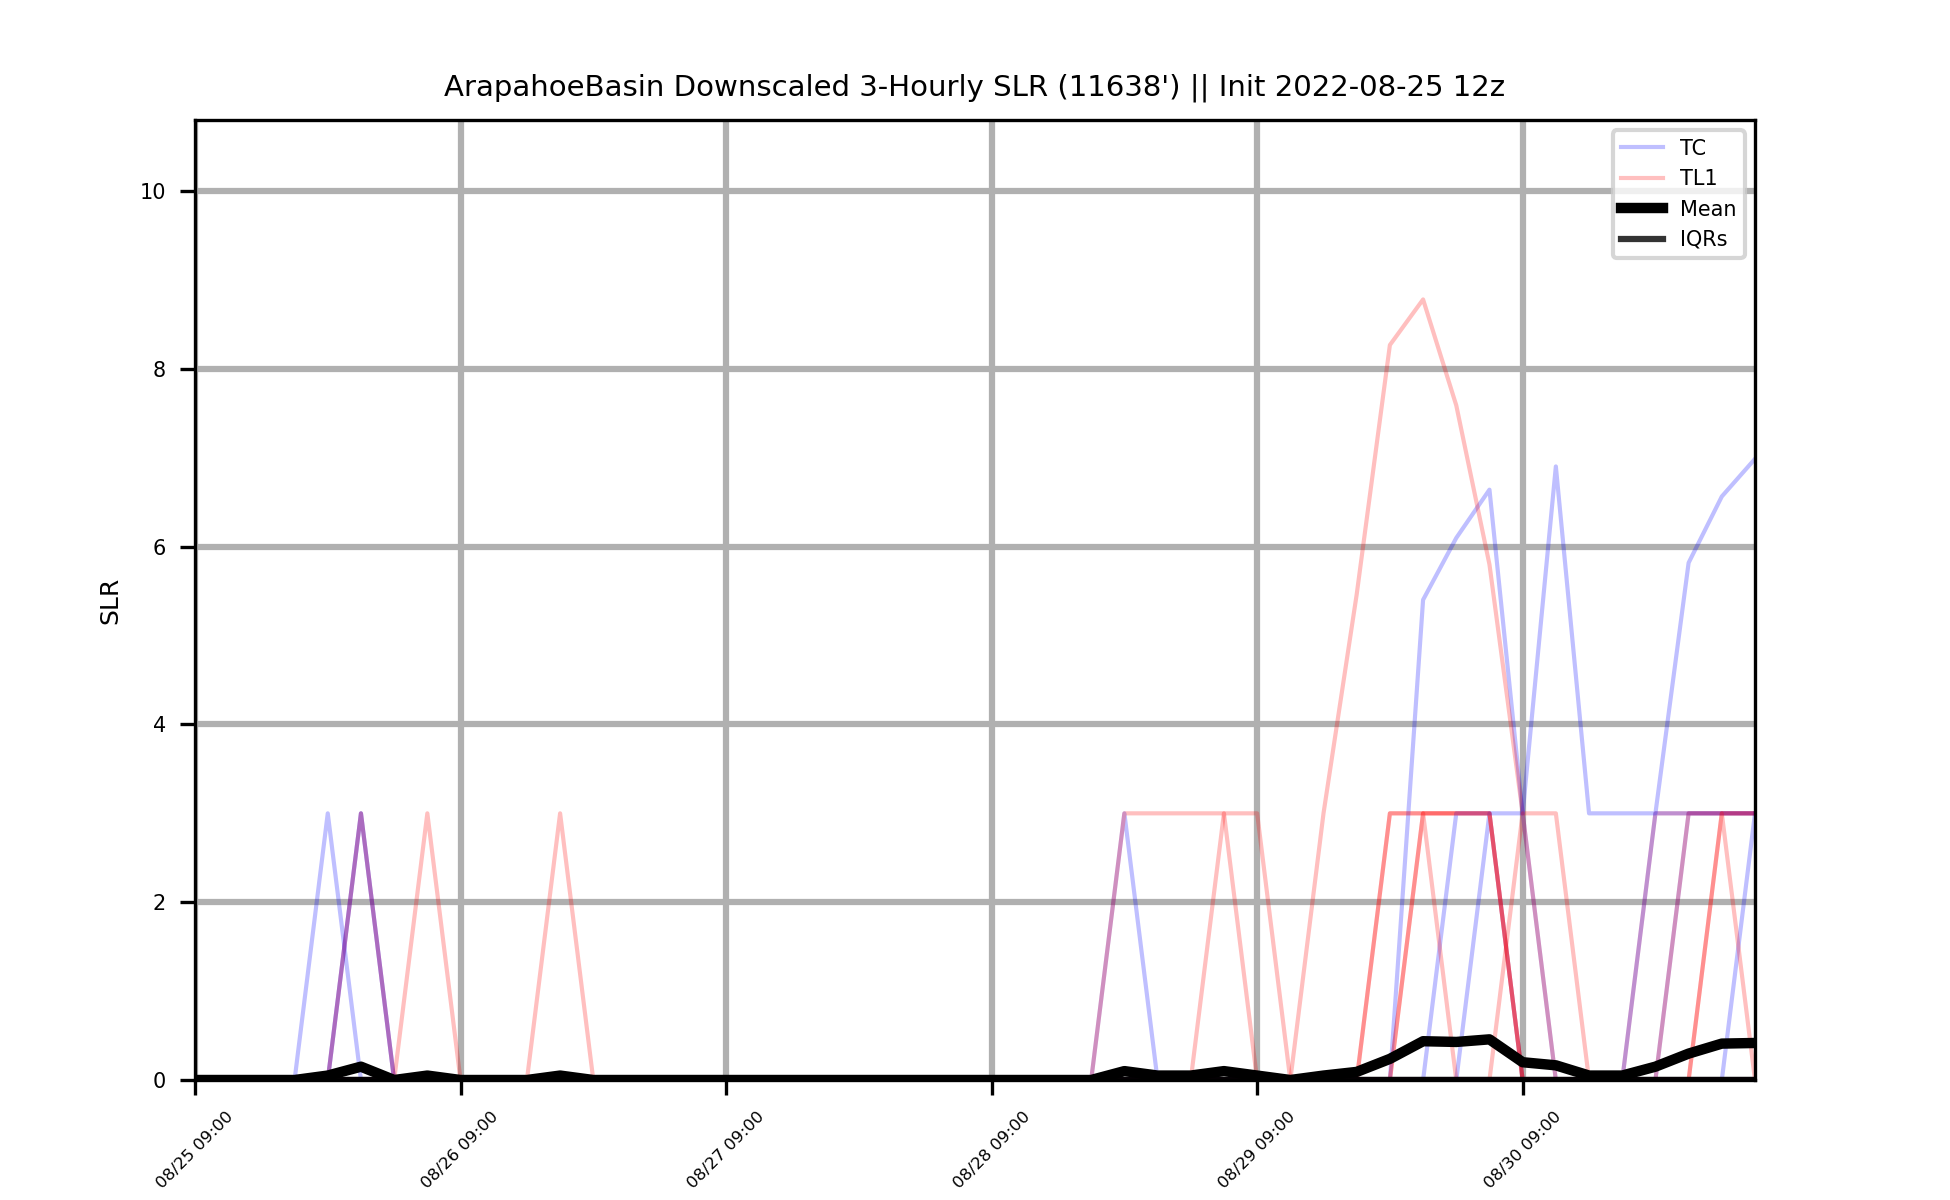 ArapahoeBasin Downscaled 3-Hourly SLR (11638') || Init 2022-08-25 12z
TC
TL1
Mean
IQRs
SLR
10
8
6
4
2
0
08/25 09:00
08/26 09:00
08/27 09:00
08/28 09:00
08/29 09:00
08/30 09:00